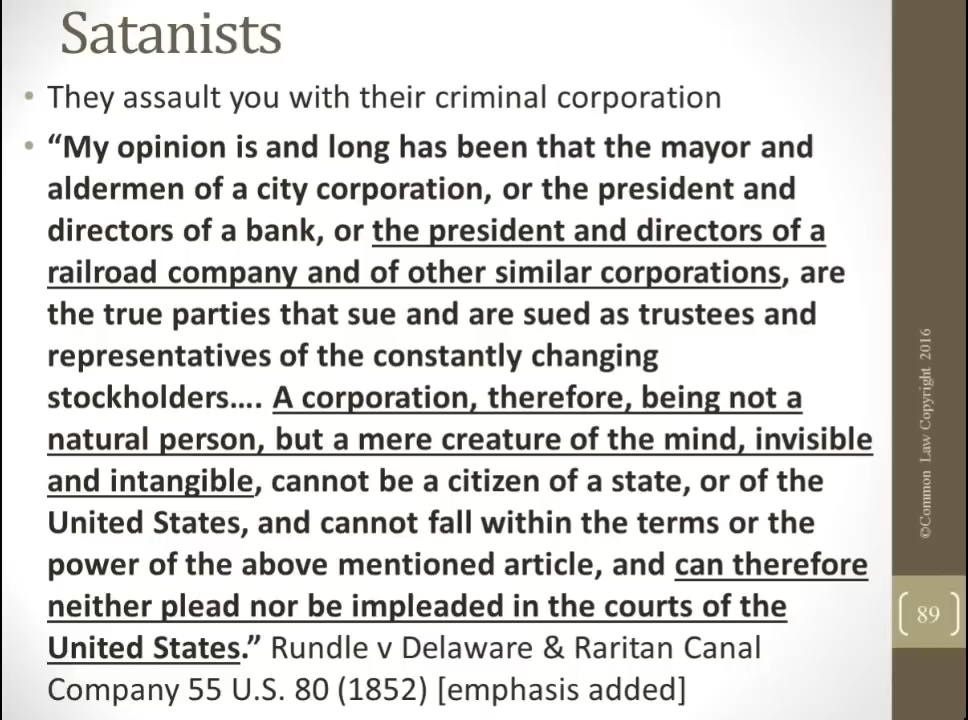 Satanists
• They assault you with their criminal corporation
• “My opinion is and long has been that the mayor and
aldermen of a city corporation, or the president and
directors of a bank, or the president and directors of a
railroad company and of other similar corporations, are
the true parties that sue and are sued as trustees and
representatives of the constantly changing
stockholders…. A corporation, therefore, being not a
natural person, but a mere creature of the mind, invisible
and intangible, cannot be a citizen of a state, or of the
United States, and cannot fall within the terms or the
power of the above mentioned article, and can therefore
neither plead nor be impleaded in the courts of the
United States.” Rundle v Delaware & Raritan Canal
Company 55 U.S. 80 (1852) [emphasis added]
©Common Law Copyright 2016
89